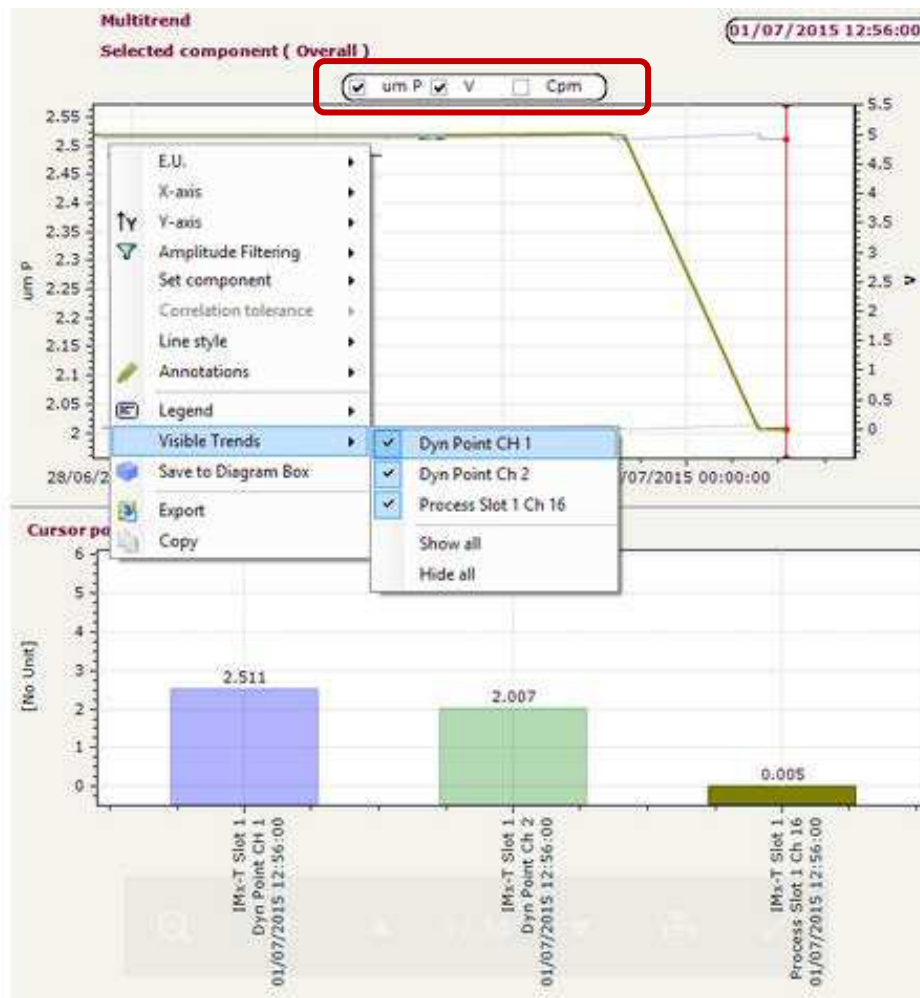 Multitrend
Selected component ( Overall )
01/07/2015 12:56:00
um P V Cpm
2.55
2.5
2.45
2.4
2.35
2.3
2.25
2.2
2.15
2.1
2.05
2
um P
5.5
5
4.5
4
3.5
3
2.5
2
1.5
1
0.5
0
V
E.U.
X-axis
Y-axis
Amplitude Filtering
Set component
Correlation tolerance
Line style
Annotations
Legend
Visible Trends
Save to Diagram Box
Export
Copy
Dyn Point CH 1
Dyn Point Ch 2
Process Slot 1 Ch 16
Show all
Hide all
28/06/2
/07/2015 00:00:00
Cursor po
[No Unit]
6
5
4
3
2
1
0
2.511
2.007
0.005
IMx-T Slot 1
Dyn Point CH 1
01/07/2015 12:56:00
IMx-T Slot 1
Dyn Point Ch 2
01/07/2015 12:56:00
IMx-T Slot 1
Process Slot 1 Ch 16
01/07/2015 12:56:00